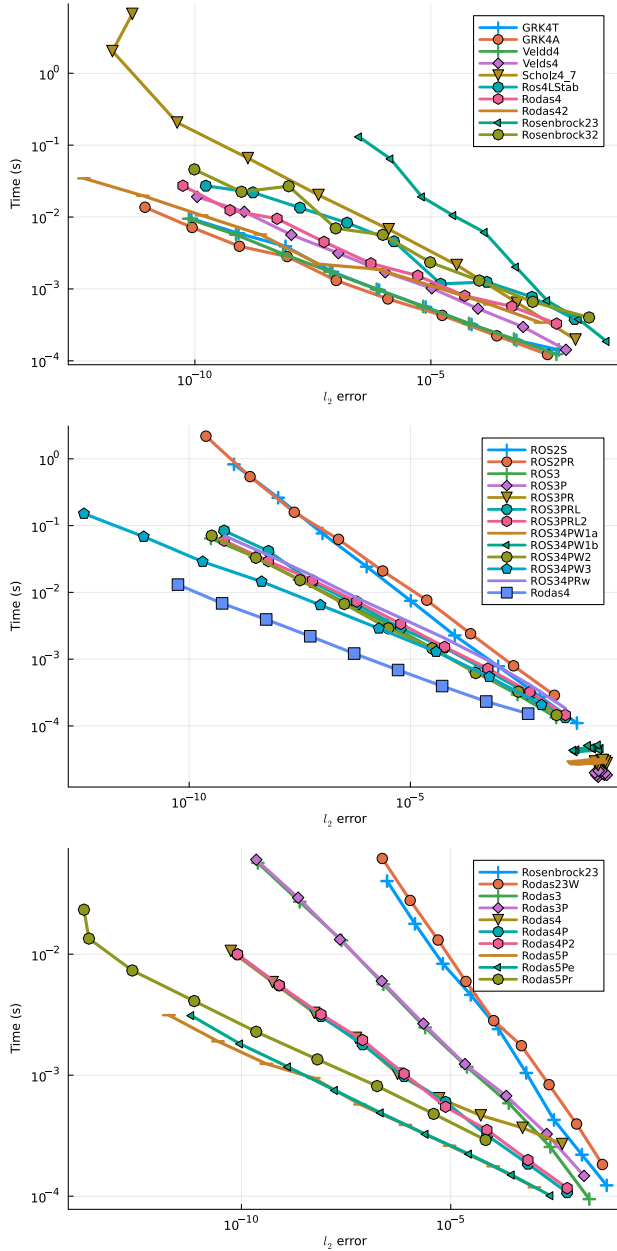 GRK4T
GRK4A
Veldd4
Velds4
Scholz4_7
Ros4LStab
Rodas4
Rodas42
Rosenbrock23
Rosenbrock32
10⁰
10⁻¹
10⁻²
10⁻³
10⁻⁴
Time (s)
10⁻¹⁰
10⁻⁵
l₂ error
ROS2S
ROS2PR
ROS3
ROS3P
ROS3PR
ROS3PRL
ROS3PRL2
ROS34PW1a
ROS34PW1b
ROS34PW2
ROS34PW3
ROS34PRw
Rodas4
10⁰
10⁻¹
10⁻²
10⁻³
10⁻⁴
Time (s)
10⁻¹⁰
10⁻⁵
l₂ error
Rosenbrock23
Rodas23W
Rodas3
Rodas3P
Rodas4
Rodas4P
Rodas4P2
Rodas5P
Rodas5Pe
Rodas5Pr
10⁻²
10⁻³
10⁻⁴
Time (s)
10⁻¹⁰
10⁻⁵
l₂ error